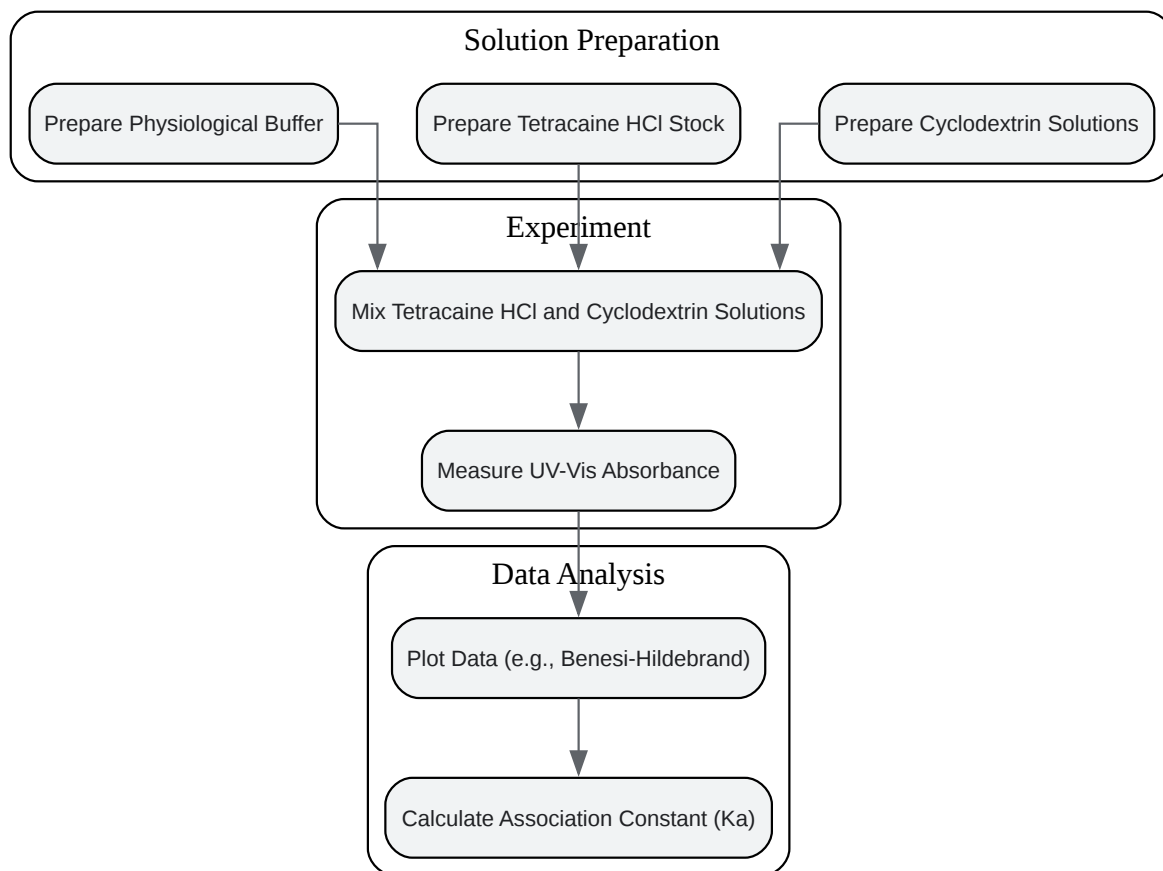 Solution Preparation
Prepare Physiological Buffer
Prepare Tetracaine HCl Stock
Prepare Cyclodextrin Solutions
Experiment
Mix Tetracaine HCl and Cyclodextrin Solutions
Measure UV-Vis Absorbance
Data Analysis
Plot Data (e.g., Benesi-Hildebrand)
Calculate Association Constant (Ka)